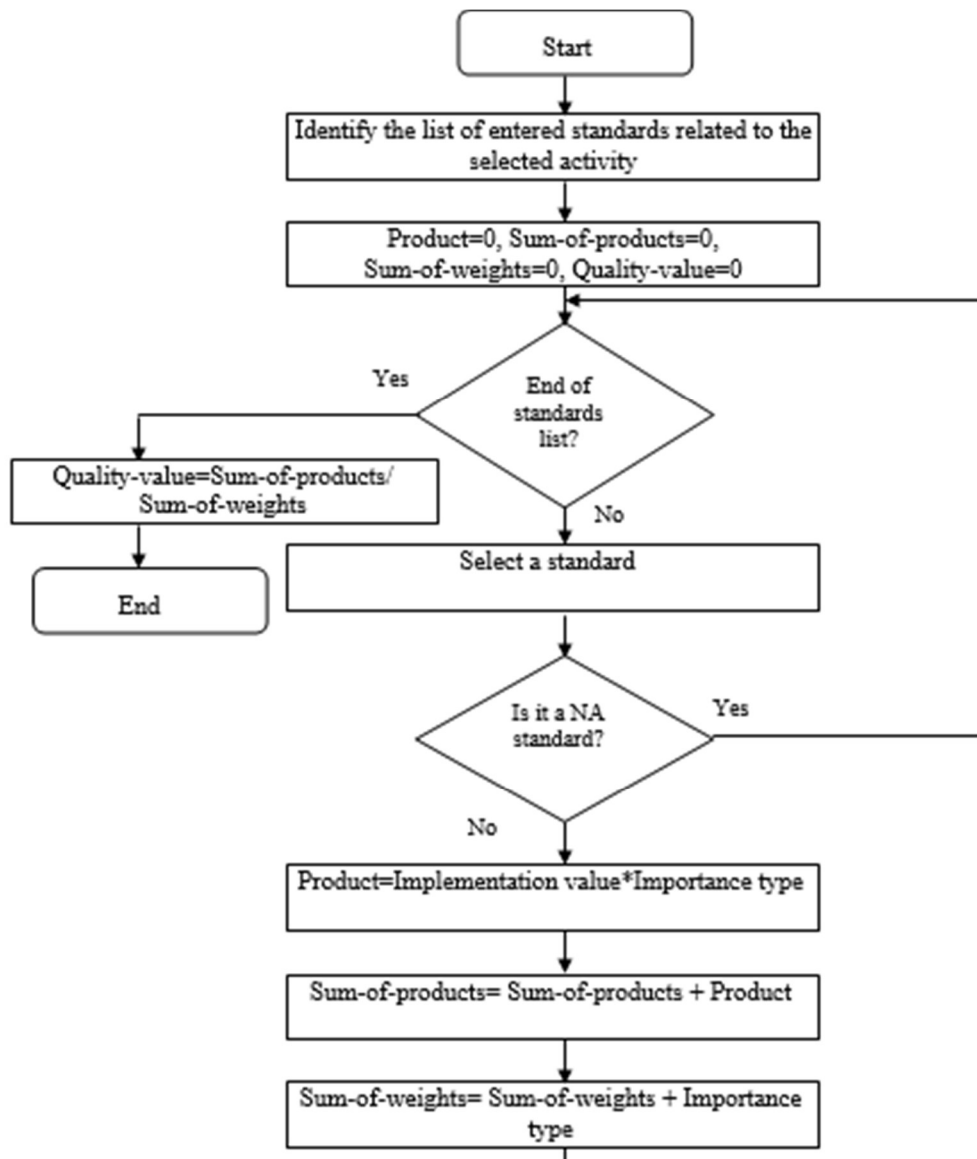 Start
Identify the list of entered standards related to the
selected activity
Product=0, Sum-of-products=0,
Sum-of-weights=0, Quality-value=0
Yes
End of
standards
list?
Quality-value=Sum-of-products/
Sum-of-weights
No
End
Select a standard
Is it a NA
standard?
Yes
No
Product=Implementation value*Importance type
Sum-of-products= Sum-of-products + Product
Sum-of-weights= Sum-of-weights + Importance
type